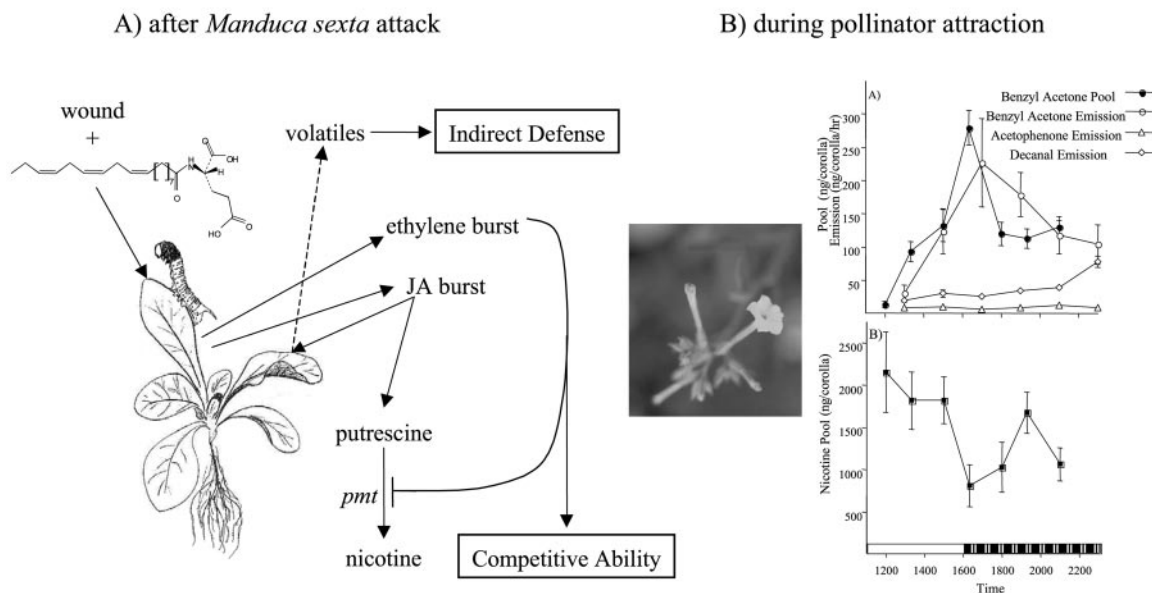 A) after Manduca sexta attack
wound
+
volatiles
Indirect Defense
O
OH
H
N
H
O
7
HO
O
ethylene burst
JA burst
putrescine
pmt
nicotine
Competitive Ability
B) during pollinator attraction
A)
Benzyl Acetone Pool
Benzyl Acetone Emission
Acetophenone Emission
Decanal Emission
Pool (ng/corolla)
Emission (ng/corolla/hr)
300
250
200
150
100
50
B)
Nicotine Pool (ng/corolla)
2500
2000
1500
1000
500
1200 1400 1600 1800 2000 2200
Time